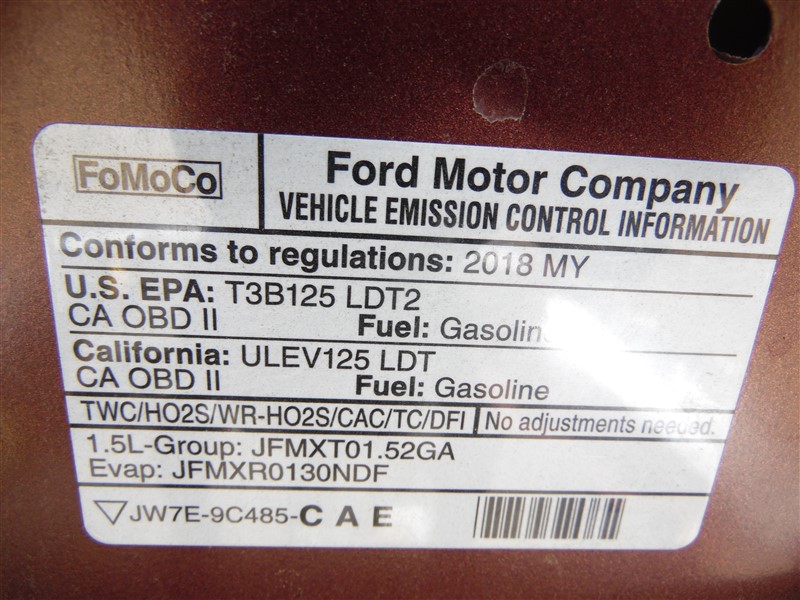 FoMoCo
Ford Motor Company
VEHICLE EMISSION CONTROL INFORMATION
Conforms to regulations: 2018 MY
U.S. EPA: T3B125 LDT2
CA OBD II Fuel: Gasolin
California: ULEV125 LDT
CA OBD II Fuel: Gasoline
TWC/HO2S/WR-HO2S/CAC/TC/DFI No adjustments needed.
1.5L-Group: JFMXT01.52GA
Evap: JFMXR0130NDF
JW7E-9C485-C A E